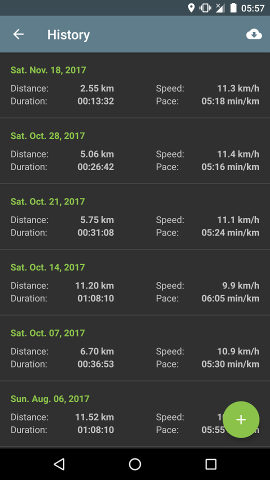 05:57
History
Sat. Nov. 18, 2017
Distance: 2.55 km Speed: 11.3 km/h
Duration: 00:13:32 Pace: 05:18 min/km
Sat. Oct. 28, 2017
Distance: 5.06 km Speed: 11.4 km/h
Duration: 00:26:42 Pace: 05:16 min/km
Sat. Oct. 21, 2017
Distance: 5.75 km Speed: 11.1 km/h
Duration: 00:31:08 Pace: 05:24 min/km
Sat. Oct. 14, 2017
Distance: 11.20 km Speed: 9.9 km/h
Duration: 01:08:10 Pace: 06:05 min/km
Sat. Oct. 07, 2017
Distance: 6.70 km Speed: 10.9 km/h
Duration: 00:36:53 Pace: 05:30 min/km
Sun. Aug. 06, 2017
Distance: 11.52 km Speed:
Duration: 01:08:10 Pace: 05:55